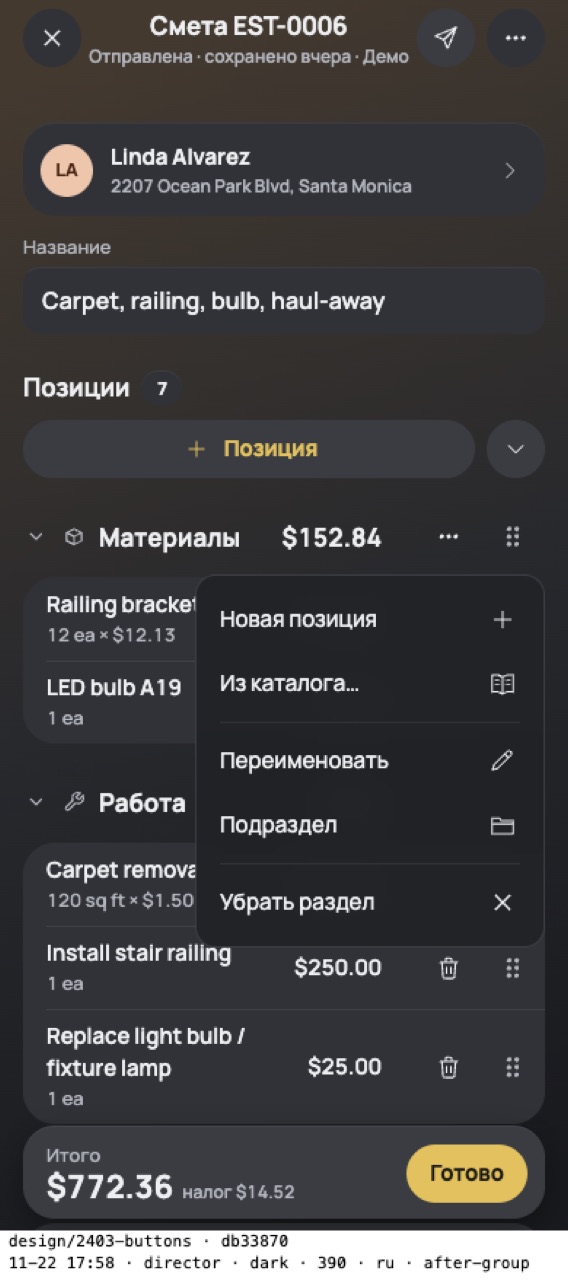 Смета EST-0006
Отправлена · сохранено вчера · Демо
LA
Linda Alvarez
2207 Ocean Park Blvd, Santa Monica
Название
Carpet, railing, bulb, haul-away
Позиции 7
+ Позиция
Материалы $152.84
Railing bracket
12 ea × $12.13
LED bulb A19
1 ea
Новая позиция
Из каталога...
Переименовать
Подраздел
Убрать раздел
Работа
Carpet remova
120 sq ft × $1.50
Install stair railing
1 ea
$250.00
Replace light bulb /
fixture lamp
1 ea
$25.00
Итого
$772.36 налог $14.52
Готово
design/2403-buttons · db33870
11-22 17:58 · director · dark · 390 · ru · after-group